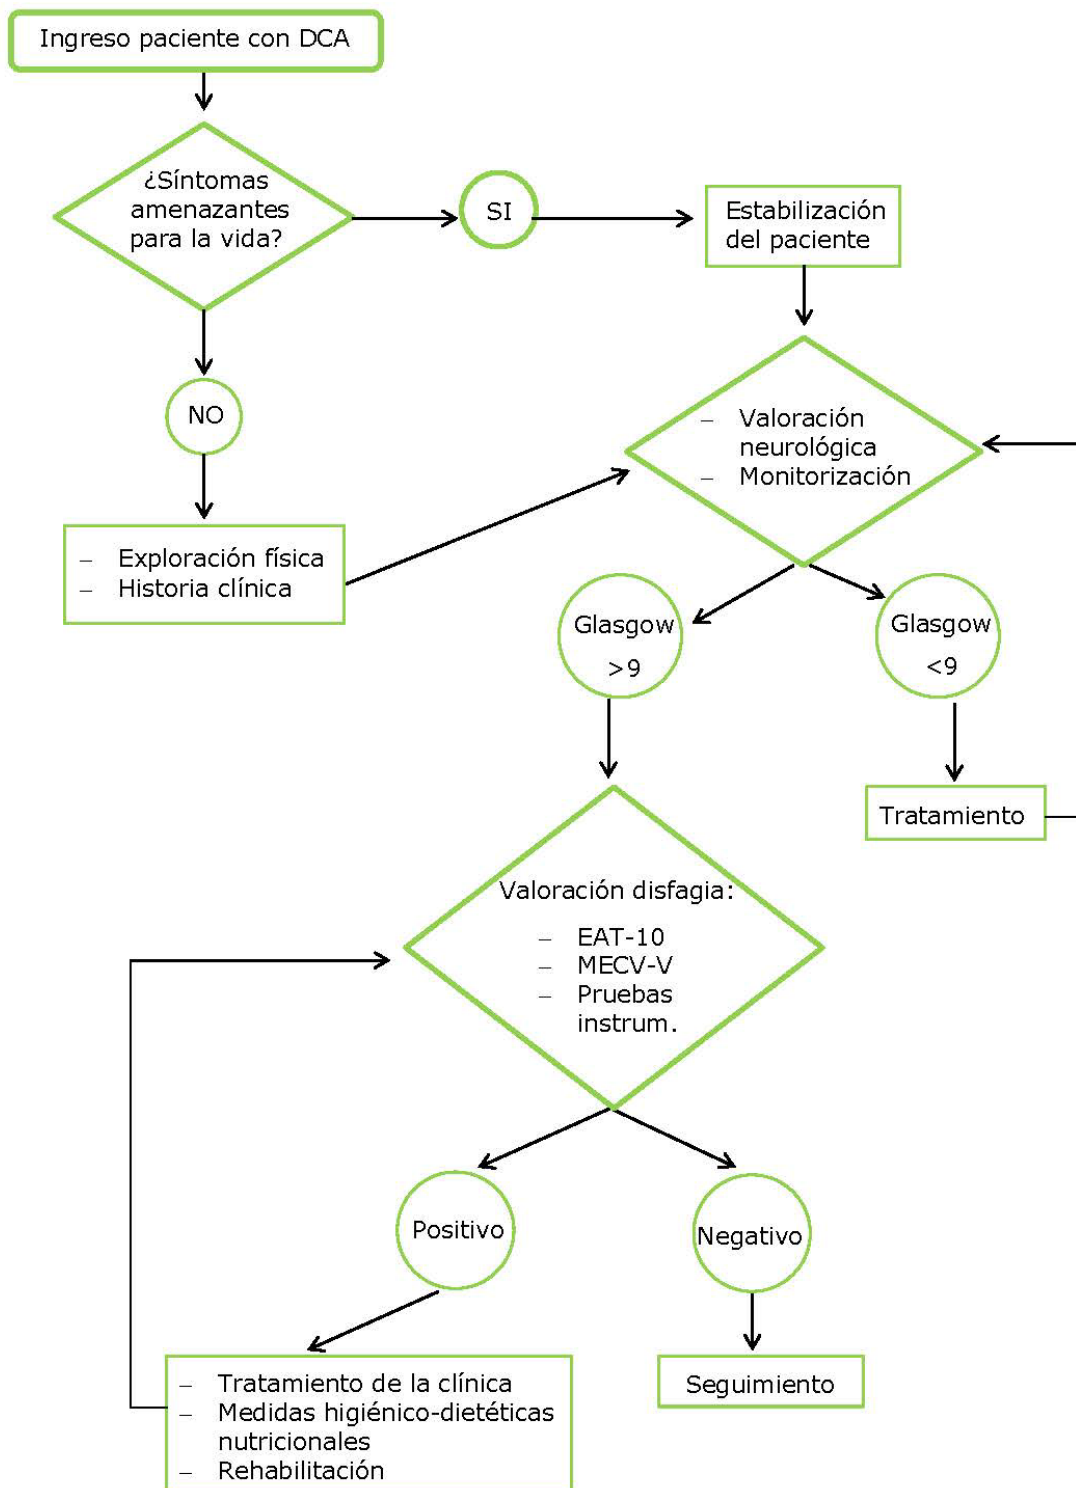 Ingreso paciente con DCA
¿Síntomas
amenazantes
para la vida?
SI
Estabilización
del paciente
NO
– Valoración
neurológica
– Monitorización
– Exploración física
– Historia clínica
Glasgow
>9
Glasgow
<9
Tratamiento
Valoración disfagia:
– EAT-10
– MECV-V
– Pruebas
instrum.
Positivo
Negativo
– Tratamiento de la clínica
– Medidas higiénico-dietéticas
nutricionales
– Rehabilitación
Seguimiento